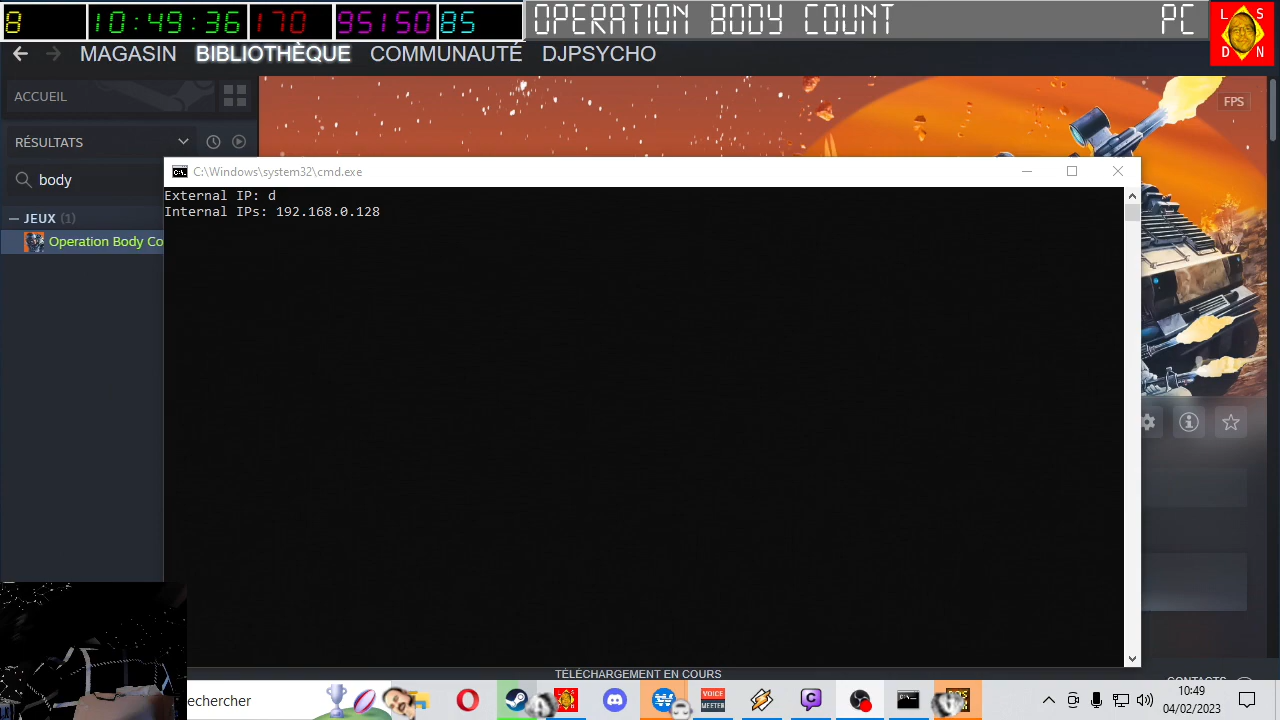 8 10:49:36 170 95150 85 OPERATION BODY COUNT PC L S D N
MAGASIN BIBLIOTHÈQUE COMMUNAUTÉ DJPSYCHO
ACCUEIL
FPS
RÉSULTATS
body
C:\Windows\system32\cmd.exe
External IP: d
Internal IPs: 192.168.0.128
JEUX (1)
Operation Body Co
TÉLÉCHARGEMENT EN COURS
CONTACTS
echercher
VOICE
MEETER
10:49
04/02/2023